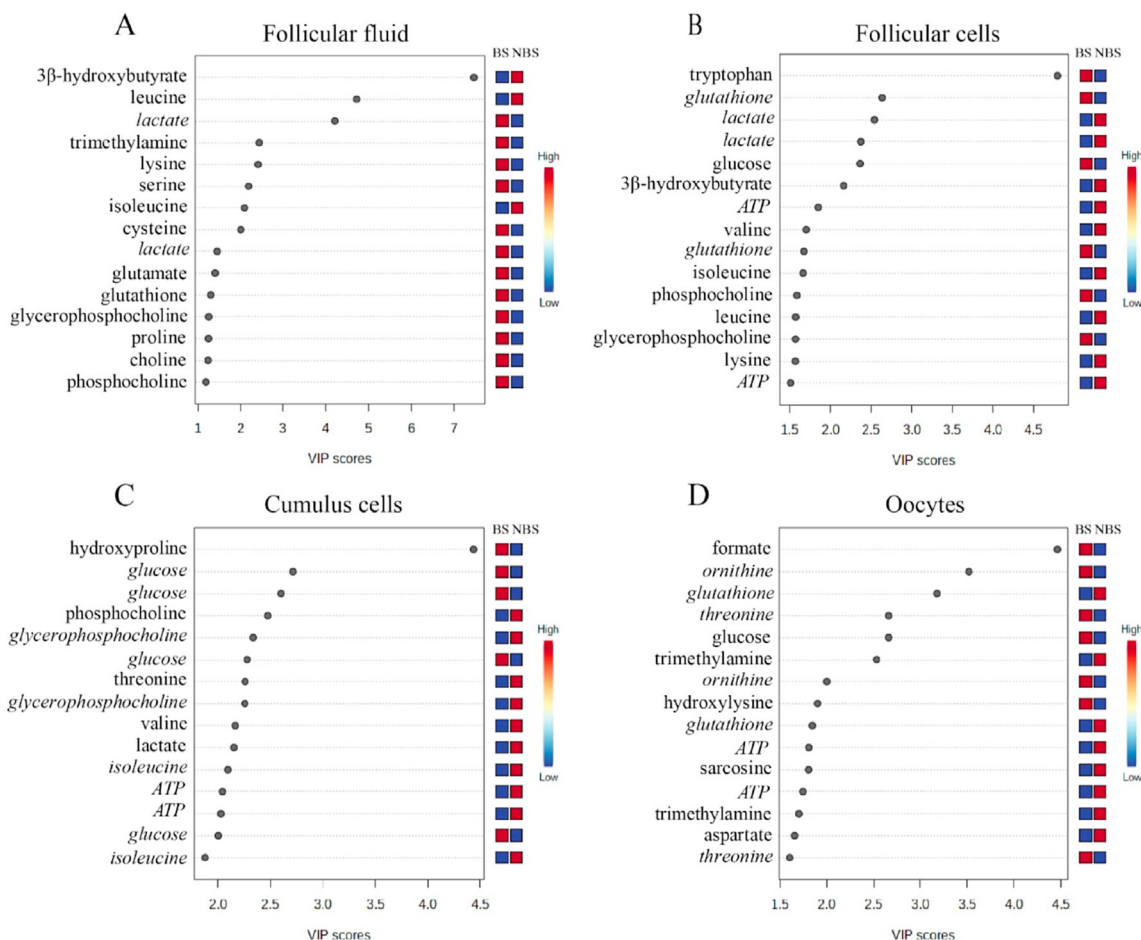 A
Follicular fluid
BS NBS
3β-hydroxybutyrate
leucine
lactate
trimethylamine
lysine
serine
isoleucine
cysteine
lactate
glutamate
glutathione
glycerophosphocholine
proline
choline
phosphocholine
High
Low
1 2 3 4 5 6 7
VIP scores
B
Follicular cells
BS NBS
tryptophan
glutathione
lactate
lactate
glucose
3β-hydroxybutyrate
ATP
valine
glutathione
isoleucine
phosphocholine
leucine
glycerophosphocholine
lysine
ATP
High
Low
1.5 2.0 2.5 3.0 3.5 4.0 4.5
VIP scores
C
Cumulus cells
BS NBS
hydroxyproline
glucose
glucose
phosphocholine
glycerophosphocholine
glucose
threonine
glycerophosphocholine
valine
lactate
isoleucine
ATP
ATP
glucose
isoleucine
High
Low
2.0 2.5 3.0 3.5 4.0 4.5
VIP scores
D
Oocytes
BS NBS
formate
ornithine
glutathione
threonine
glucose
trimethylamine
ornithine
hydroxylysine
glutathione
ATP
sarcosine
ATP
trimethylamine
aspartate
threonine
High
Low
1.5 2.0 2.5 3.0 3.5 4.0 4.5
VIP scores